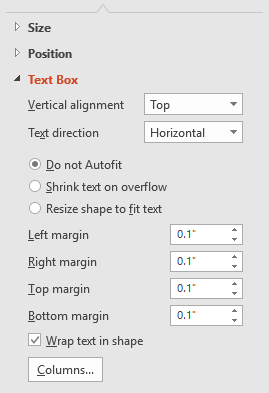 Size
Position
Text Box
Vertical alignment Top
Text direction Horizontal
Do not Autofit
Shrink text on overflow
Resize shape to fit text
Left margin 0.1"
Right margin 0.1"
Top margin 0.1"
Bottom margin 0.1"
Wrap text in shape
Columns...